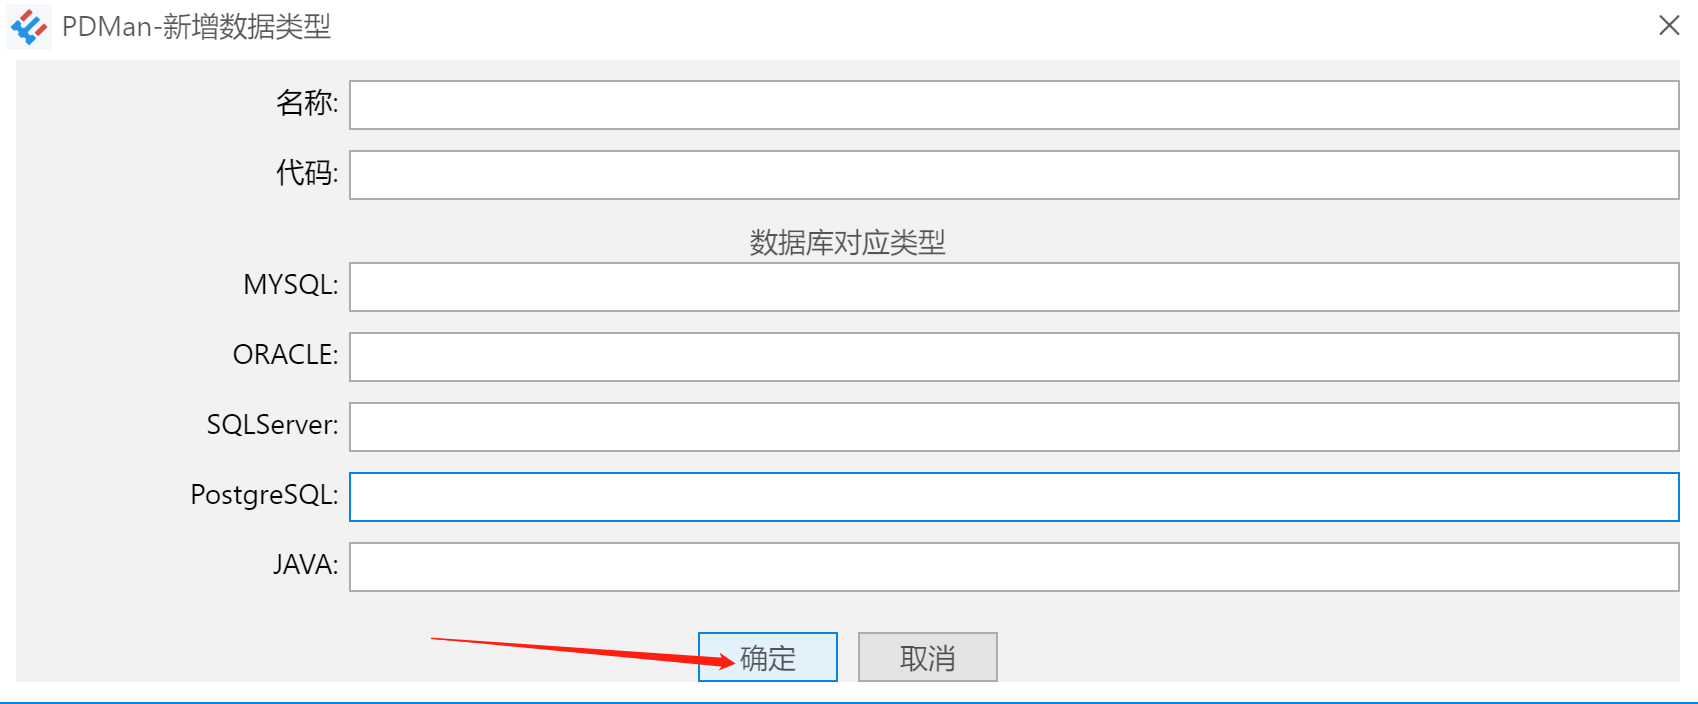 PDMan-新增数据类型
名称:
代码:
数据库对应类型
MYSQL:
ORACLE:
SQLServer:
PostgreSQL:
JAVA:
确定 取消